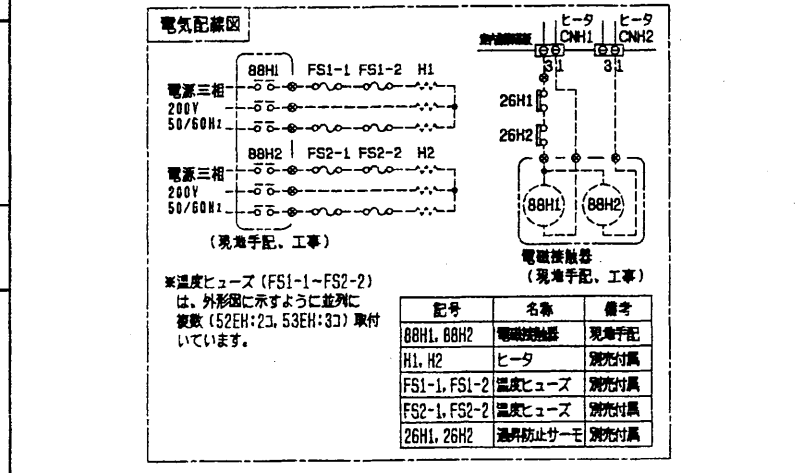 電気配線図
ヒータ
CNH1
ヒータ
CNH2
3 1
3 1
88H1
FS1-1 FS1-2 H1
電源三相
200V
50/60Hz
26H1
26H2
88H2
FS2-1 FS2-2 H2
電源三相
200V
50/60Hz
(現地手配、工事)
88H1
88H2
電磁接触器
(現地手配、工事)
※温度ヒューズ(FS1-1~FS2-2)
は、外形図に示すように並列に
複数(52EH:2コ, 53EH:3コ)取付
いています。
記号 名称 備考
88H1, 88H2 電磁接触器 現地手配
H1, H2 ヒータ 別売付属
FS1-1, FS1-2 温度ヒューズ 別売付属
FS2-1, FS2-2 温度ヒューズ 別売付属
26H1, 26H2 過昇防止サーモ 別売付属